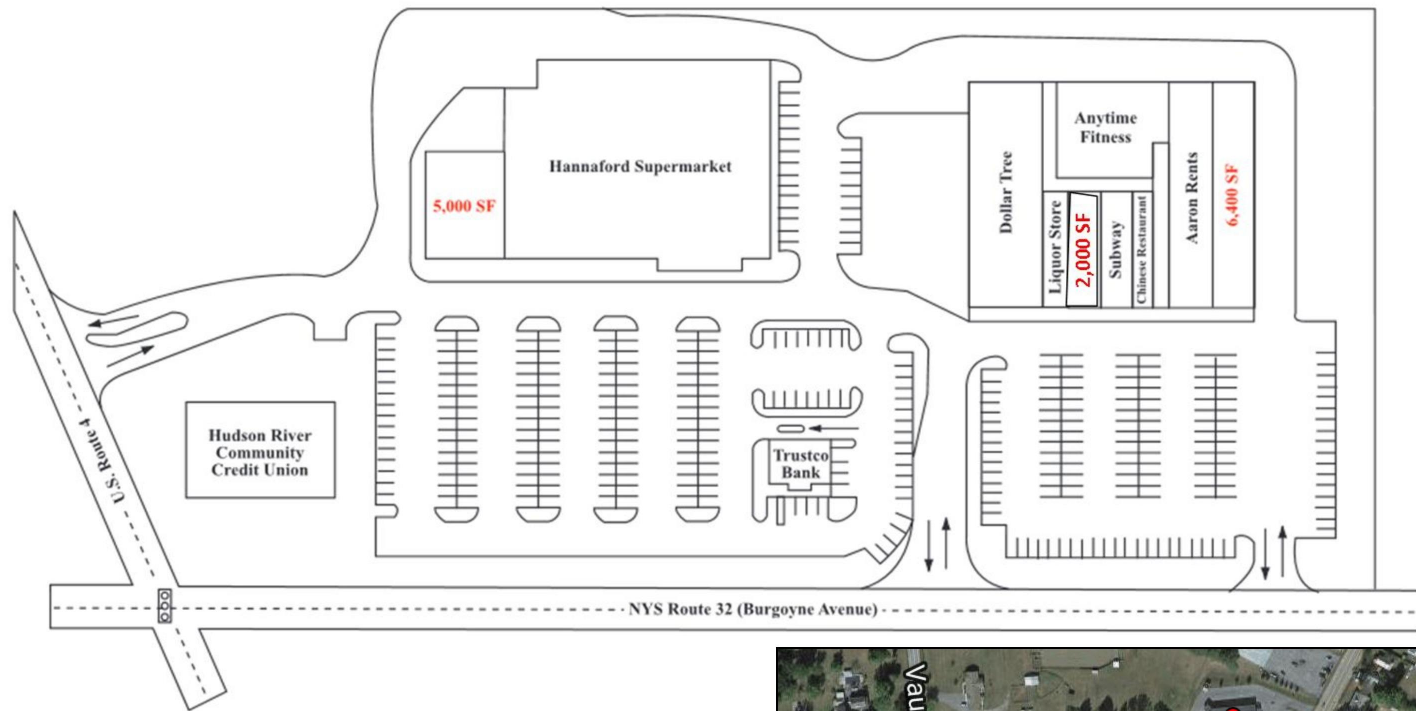 Hannaford Supermarket
5,000 SF
Dollar Tree
Anytime
Fitness
Liquor Store
2,000 SF
Subway
Chinese Restaurant
Aaron Rents
6,400 SF
U.S. Route 4
Hudson River
Community
Credit Union
Trustco
Bank
NYS Route 32 (Burgoyne Avenue)
Vau